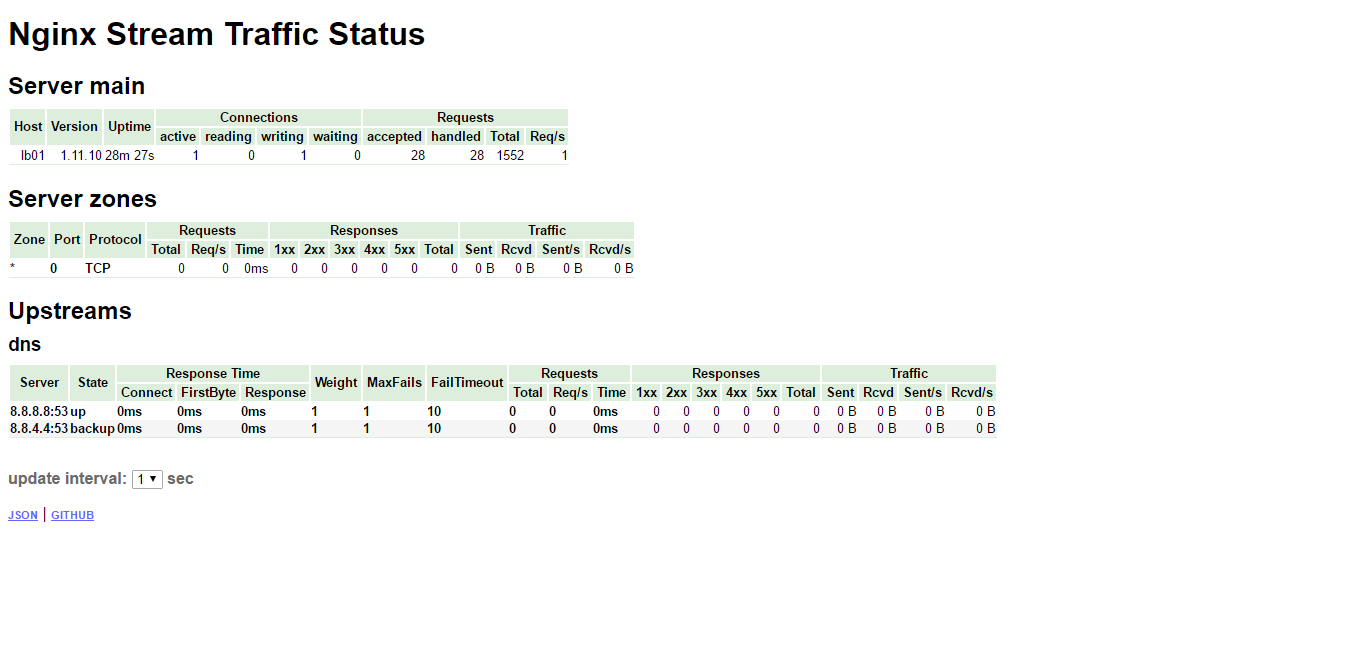 Nginx Stream Traffic Status
Server main
Host Version Uptime Connections Requests
active reading writing waiting accepted handled Total Req/s
lb01 1.11.10 28m 27s 1 0 1 0 28 28 1552 1
Server zones
Zone Port Protocol Requests Responses Traffic
Total Req/s Time 1xx 2xx 3xx 4xx 5xx Total Sent Rcvd Sent/s Rcvd/s
* 0 TCP 0 0 0ms 0 0 0 0 0 0 0 B 0 B 0 B 0 B
Upstreams
dns
Server State Response Time Weight MaxFails FailTimeout Requests Responses Traffic
Connect FirstByte Response Total Req/s Time 1xx 2xx 3xx 4xx 5xx Total Sent Rcvd Sent/s Rcvd/s
8.8.8.8:53 up 0ms 0ms 0ms 1 1 10 0 0 0ms 0 0 0 0 0 0 0 B 0 B 0 B 0 B
8.8.4.4:53 backup 0ms 0ms 0ms 1 1 10 0 0 0ms 0 0 0 0 0 0 0 B 0 B 0 B 0 B
update interval: 1 sec
JSON | GITHUB